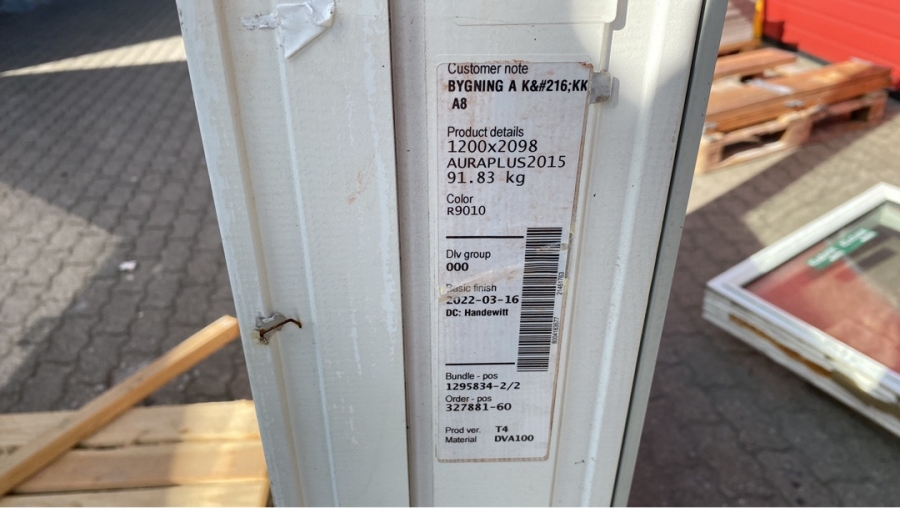 Customer note
BYGNING A K&#216;KK
A8
Product details
1200x2098
AURAPLUS2015
91.83 kg
Color
R9010
Dlv group
000
Basic finish
2022-03-16
DC: Handewitt
Bundle - pos
1295834-2/2
Order - pos
327881-60
Prod ver. T4
Material DVA100